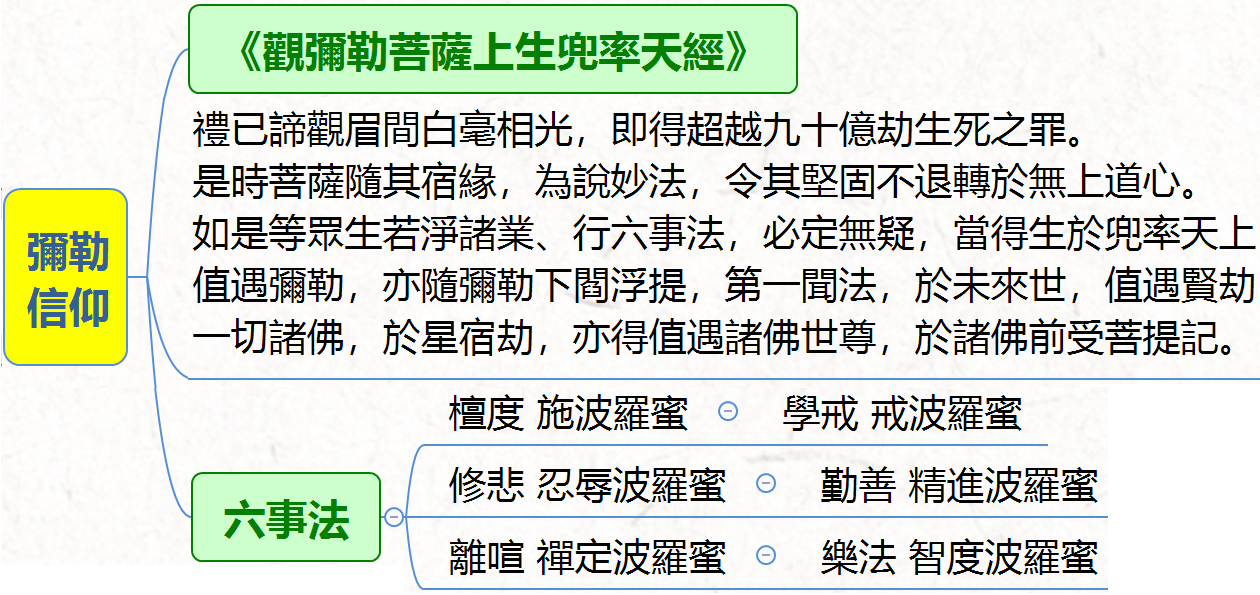 《觀彌勒菩薩上生兜率天經》
禮已諦觀眉間白毫相光，即得超越九十億劫生死之罪。
是時菩薩隨其宿緣，為說妙法，令其堅固不退轉於無上道心。
如是等眾生若淨諸業、行六事法，必定無疑，當得生於兜率天上
值遇彌勒，亦隨彌勒下閻浮提，第一聞法，於未來世，值遇賢劫
一切諸佛，於星宿劫，亦得值遇諸佛世尊，於諸佛前受菩提記。
彌勒
信仰
六事法
檀度 施波羅蜜 學戒 戒波羅蜜
修悲 忍辱波羅蜜 勤善 精進波羅蜜
離喧 禪定波羅蜜 樂法 智度波羅蜜